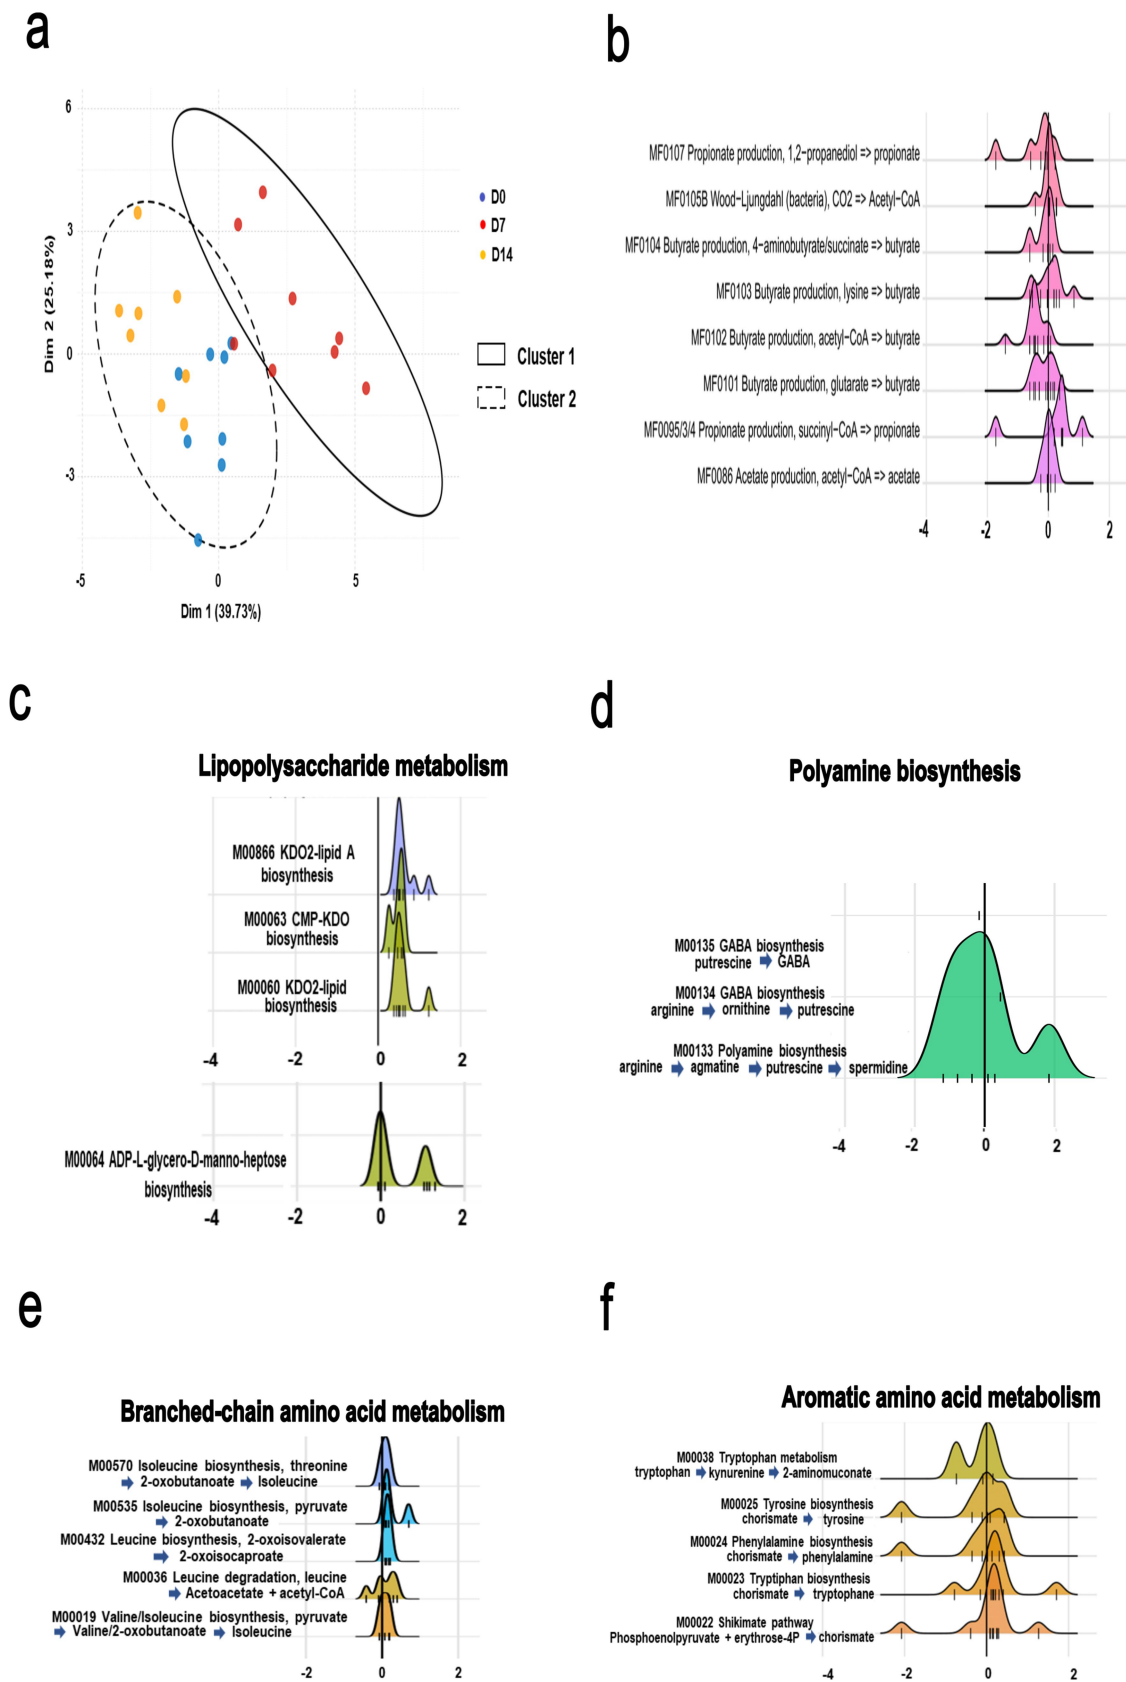 a
6
3
0
-3
-5
0
5
Dim 2 (25.18%)
Dim 1 (39.73%)
D0
D7
D14
Cluster 1
Cluster 2
b
MF0107 Propionate production, 1,2−propanediol => propionate
MF0105B Wood−Ljungdahl (bacteria), CO2 => Acetyl−CoA
MF0104 Butyrate production, 4−aminobutyrate/succinate => butyrate
MF0103 Butyrate production, lysine => butyrate
MF0102 Butyrate production, acetyl−CoA => butyrate
MF0101 Butyrate production, glutarate => butyrate
MF0095/3/4 Propionate production, succinyl−CoA => propionate
MF0086 Acetate production, acetyl−CoA => acetate
-4 -2 0 2
c
Lipopolysaccharide metabolism
M00866 KDO2-lipid A
biosynthesis
M00063 CMP-KDO
biosynthesis
M00060 KDO2-lipid
biosynthesis
-4 -2 0 2
M00064 ADP-L-glycero-D-manno-heptose
biosynthesis
-4 -2 0 2
d
Polyamine biosynthesis
M00135 GABA biosynthesis
putrescine GABA
M00134 GABA biosynthesis
arginine ornithine putrescine
M00133 Polyamine biosynthesis
arginine agmatine putrescine spermidine
-4 -2 0 2
e
Branched-chain amino acid metabolism
M00570 Isoleucine biosynthesis, threonine
2-oxobutanoate Isoleucine
M00535 Isoleucine biosynthesis, pyruvate
2-oxobutanoate
M00432 Leucine biosynthesis, 2-oxoisovalerate
2-oxoisocaproate
M00036 Leucine degradation, leucine
Acetoacetate + acetyl-CoA
M00019 Valine/Isoleucine biosynthesis, pyruvate
Valine/2-oxobutanoate Isoleucine
-2 0 2
f
Aromatic amino acid metabolism
M00038 Tryptophan metabolism
tryptophan kynurenine 2-aminomuconate
M00025 Tyrosine biosynthesis
chorismate tyrosine
M00024 Phenylalamine biosynthesis
chorismate phenylalamine
M00023 Tryptiphan biosynthesis
chorismate tryptophane
M00022 Shikimate pathway
Phosphoenolpyruvate + erythrose-4P chorismate
-4 -2 0 2